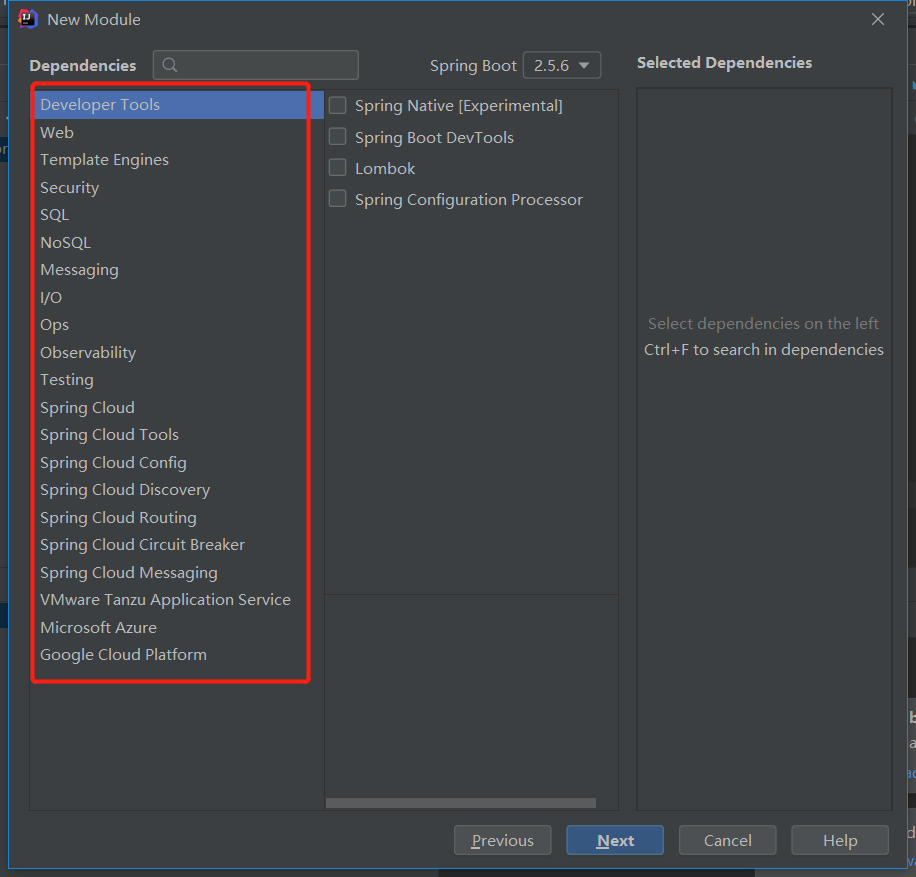 New Module
Dependencies
Spring Boot 2.5.6
Selected Dependencies
Developer Tools
Web
Template Engines
Security
SQL
NoSQL
Messaging
I/O
Ops
Observability
Testing
Spring Cloud
Spring Cloud Tools
Spring Cloud Config
Spring Cloud Discovery
Spring Cloud Routing
Spring Cloud Circuit Breaker
Spring Cloud Messaging
VMware Tanzu Application Service
Microsoft Azure
Google Cloud Platform
Spring Native [Experimental]
Spring Boot DevTools
Lombok
Spring Configuration Processor
Select dependencies on the left
Ctrl+F to search in dependencies
Previous
Next
Cancel
Help